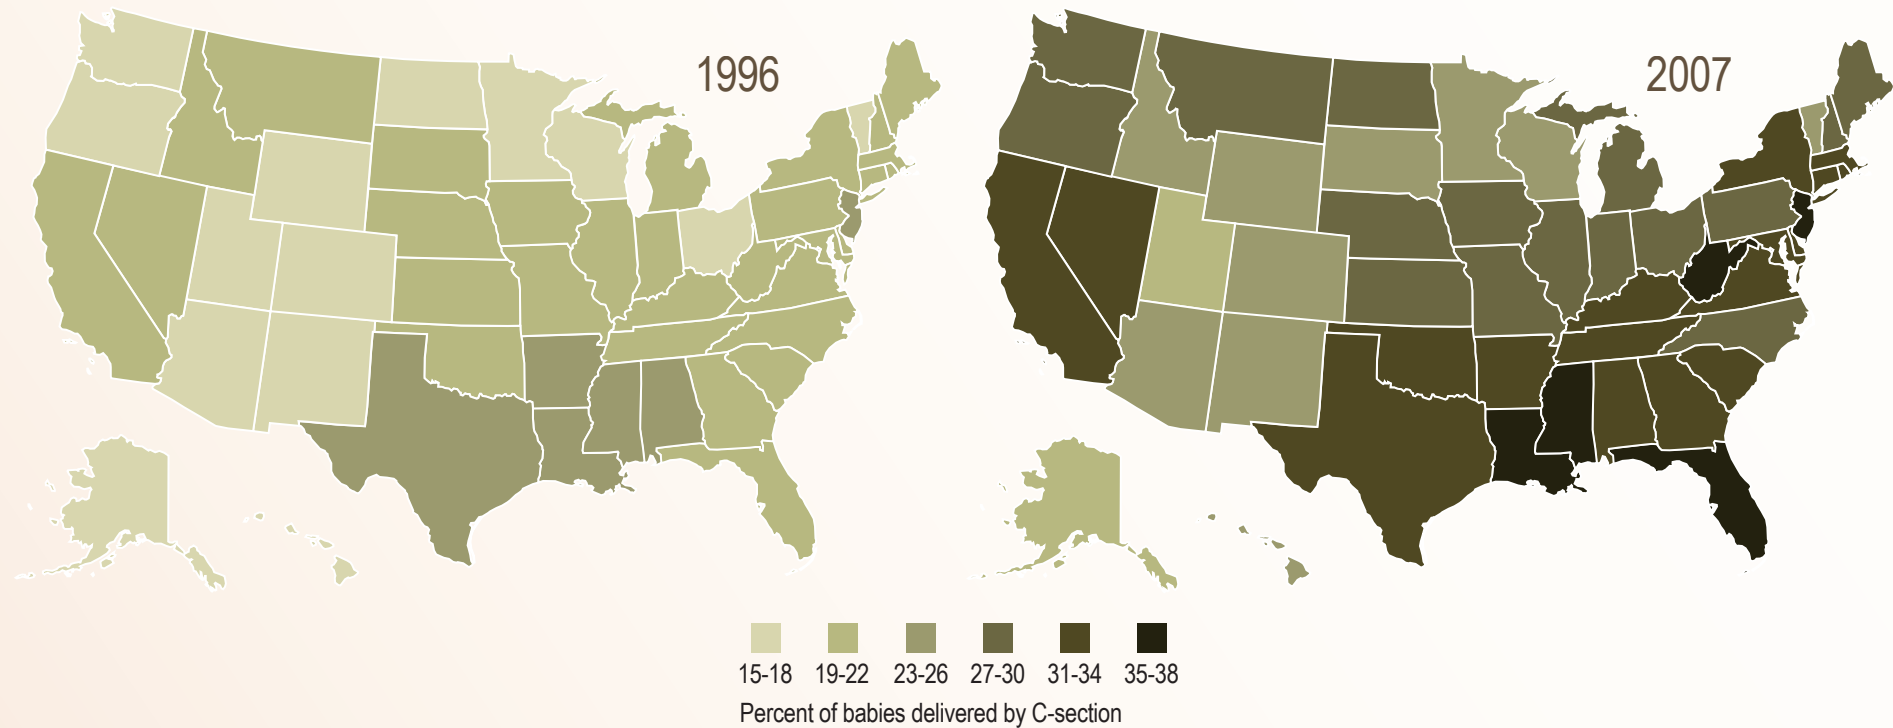 1996
2007
15-18 19-22 23-26 27-30 31-34 35-38
Percent of babies delivered by C-section